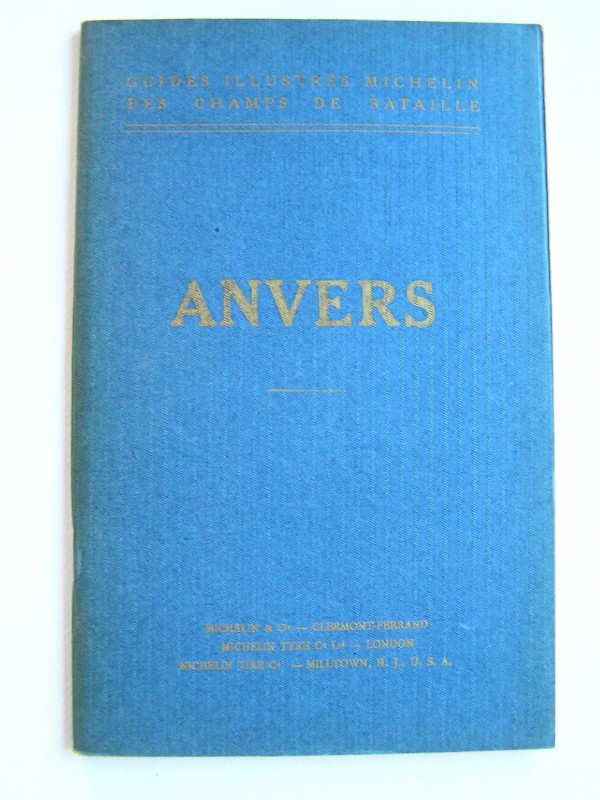 GUIDES ILLUSTRÉS MICHELIN
DES CHAMPS DE BATAILLE
ANVERS
MICHELIN & Cie — CLERMONT-FERRAND
MICHELIN TYRE Co Ltd — LONDON
MICHELIN TIRE Co — MILLTOWN, N. J., U. S. A.